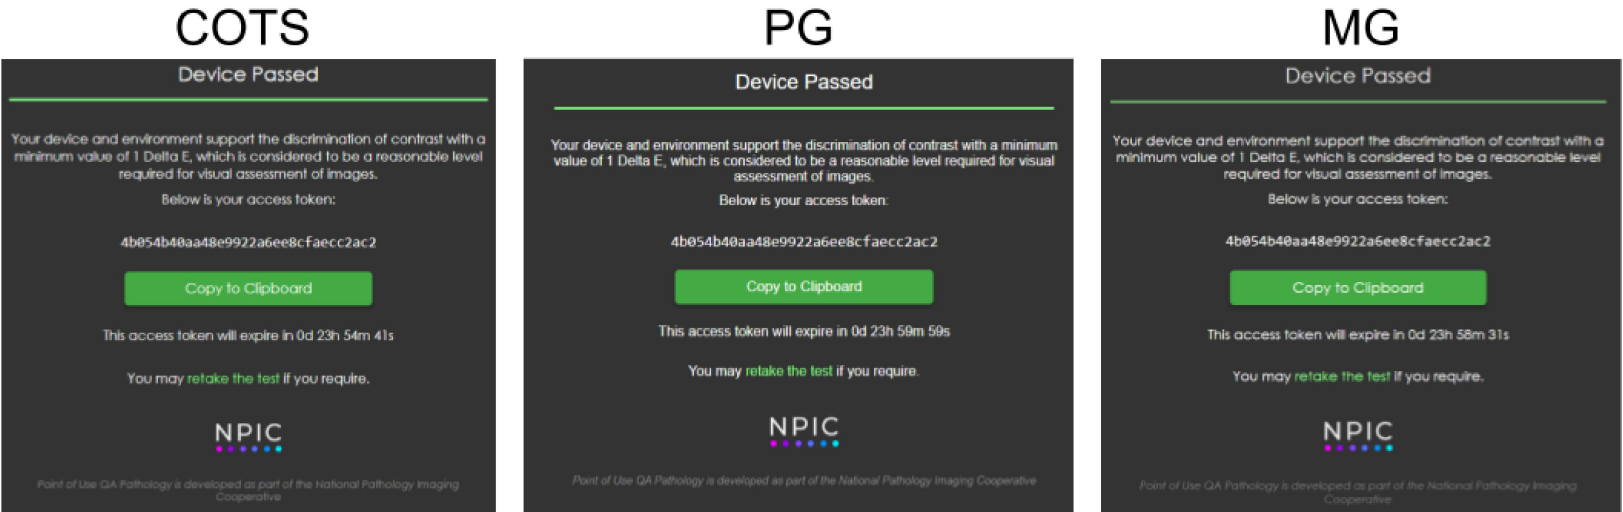 COTS
Device Passed
Your device and environment support the discrimination of contrast with a
minimum value of 1 Delta E, which is considered to be a reasonable level
required for visual assessment of images.
Below is your access token:
4b054b40aa48e9922a6ee8cfaecc2ac2
Copy to Clipboard
This access token will expire in 0d 23h 54m 41s
You may retake the test if you require.
NPIC
Point of Use QA Pathology is developed as part of the National Pathology Imaging
Cooperative
PG
Device Passed
Your device and environment support the discrimination of contrast with a minimum
value of 1 Delta E, which is considered to be a reasonable level required for visual
assessment of images.
Below is your access token:
4b054b40aa48e9922a6ee8cfaecc2ac2
Copy to Clipboard
This access token will expire in 0d 23h 59m 59s
You may retake the test if you require.
NPIC
Point of Use QA Pathology is developed as part of the National Pathology Imaging Cooperative
MG
Device Passed
Your device and environment support the discrimination of contrast with a
minimum value of 1 Delta E, which is considered to be a reasonable level
required for visual assessment of images.
Below is your access token:
4b054b40aa48e9922a6ee8cfaecc2ac2
Copy to Clipboard
This access token will expire in 0d 23h 58m 31s
You may retake the test if you require.
NPIC
Point of Use QA Pathology is developed as part of the National Pathology Imaging
Cooperative